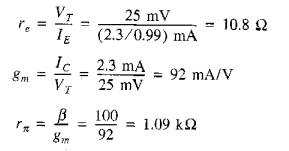 r_e = V_T / I_E = 25 mV / (2.3/0.99) mA = 10.8 Ω
g_m = I_C / V_T = 2.3 mA / 25 mV = 92 mA/V
r_π = β / g_m = 100 / 92 = 1.09 kΩ